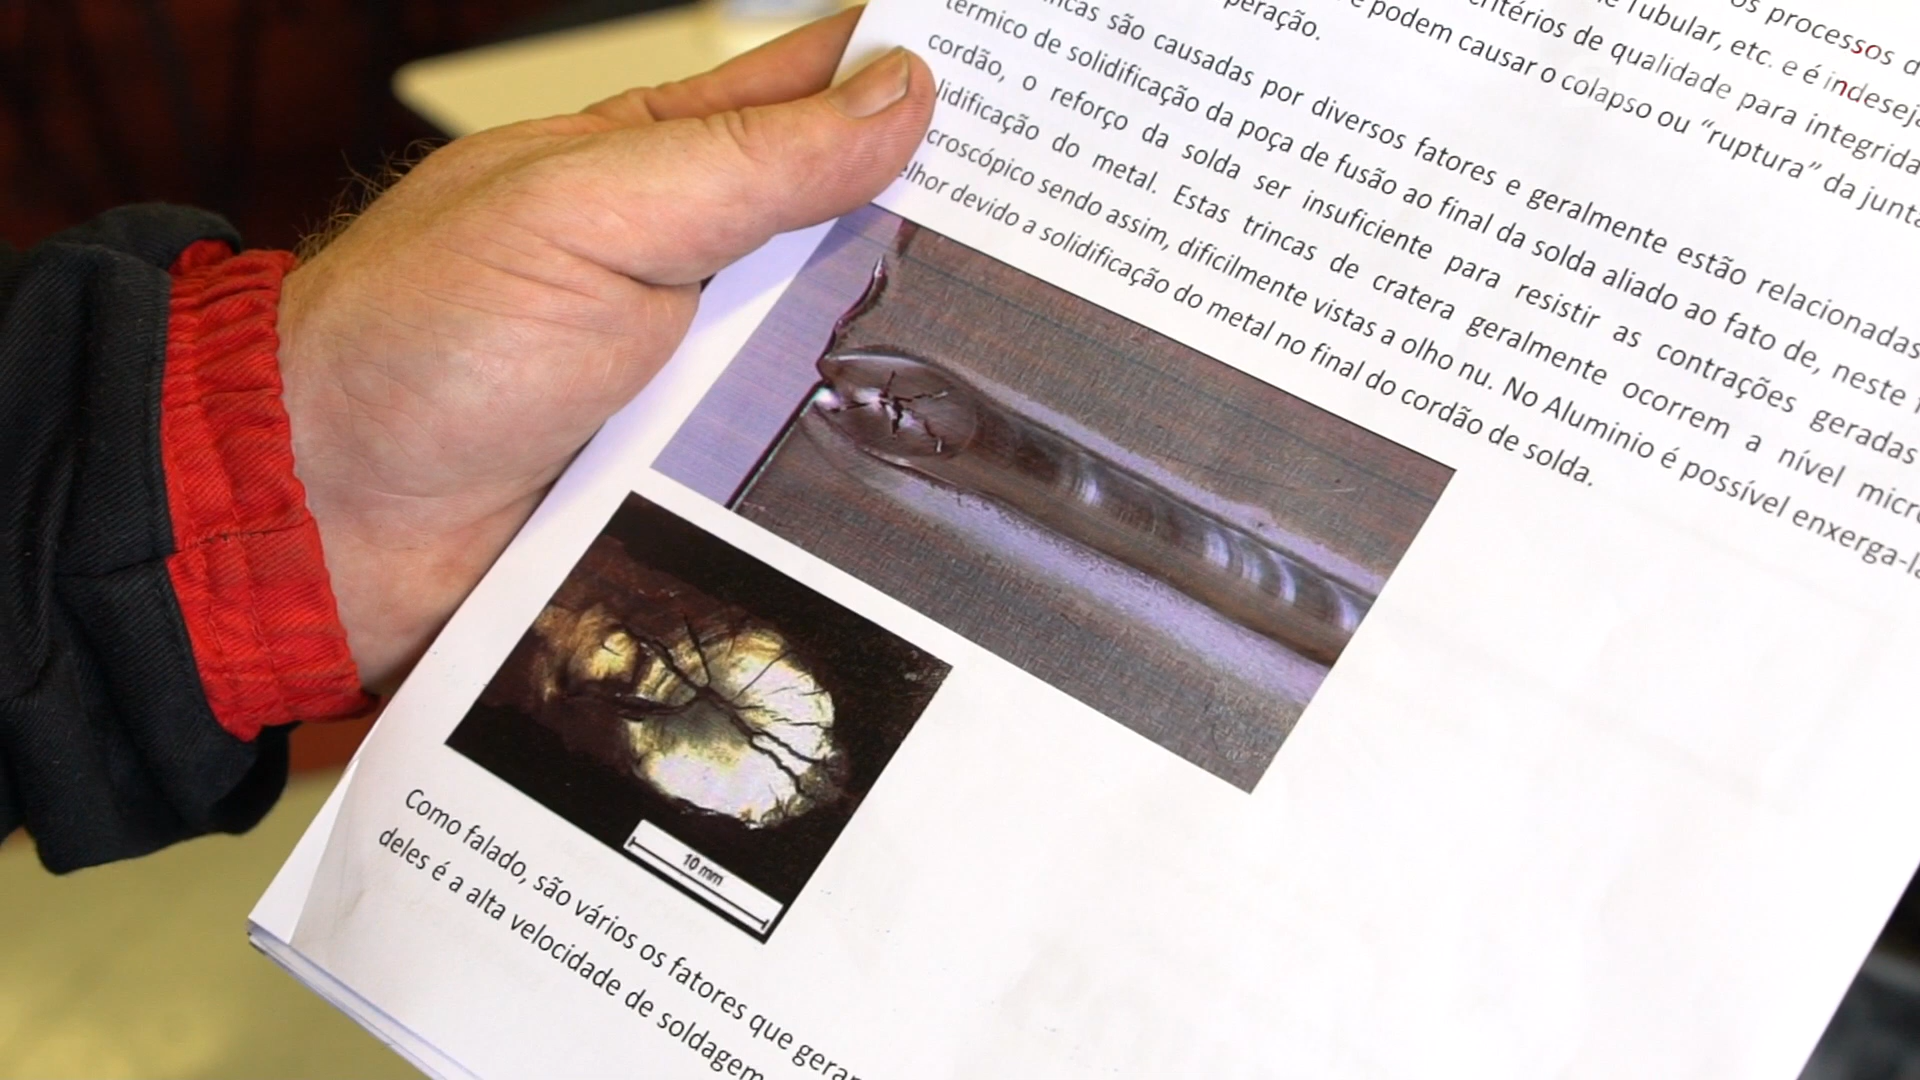 os processos d
e Tubular, etc. e é indesej
critérios de qualidade para integrida
e podem causar o colapso ou “ruptura” da junta
peração.
são causadas por diversos fatores e geralmente estão relacionadas
térmico de solidificação da poça de fusão ao final da solda aliado ao fato de, neste
cordão, o reforço da solda ser insuficiente para resistir as contrações geradas
lidificação do metal. Estas trincas de cratera geralmente ocorrem a nível micro
croscópico sendo assim, dificilmente vistas a olho nu. No Alumínio é possível enxerga-la
elhor devido a solidificação do metal no final do cordão de solda.
10 mm
Como falado, são vários os fatores que geram
deles é a alta velocidade de soldagem